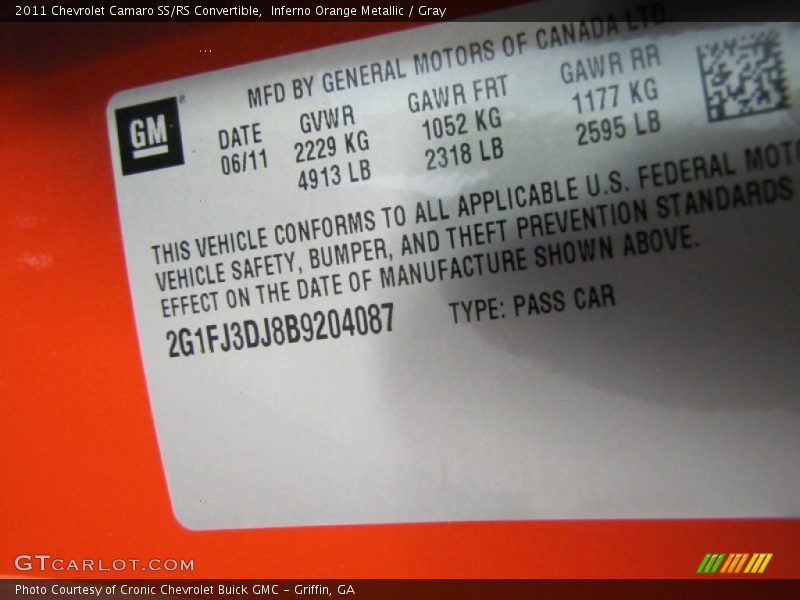 2011 Chevrolet Camaro SS/RS Convertible, Inferno Orange Metallic / Gray
MFD BY GENERAL MOTORS OF CANADA LTD
GM
DATE GVWR GAWR FRT GAWR RR
06/11 2229 KG 1052 KG 1177 KG
4913 LB 2318 LB 2595 LB
THIS VEHICLE CONFORMS TO ALL APPLICABLE U.S. FEDERAL MOTO
VEHICLE SAFETY, BUMPER, AND THEFT PREVENTION STANDARDS
EFFECT ON THE DATE OF MANUFACTURE SHOWN ABOVE.
2G1FJ3DJ8B9204087 TYPE: PASS CAR
GTCARLOT.COM
Photo Courtesy of Cronic Chevrolet Buick GMC – Griffin, GA